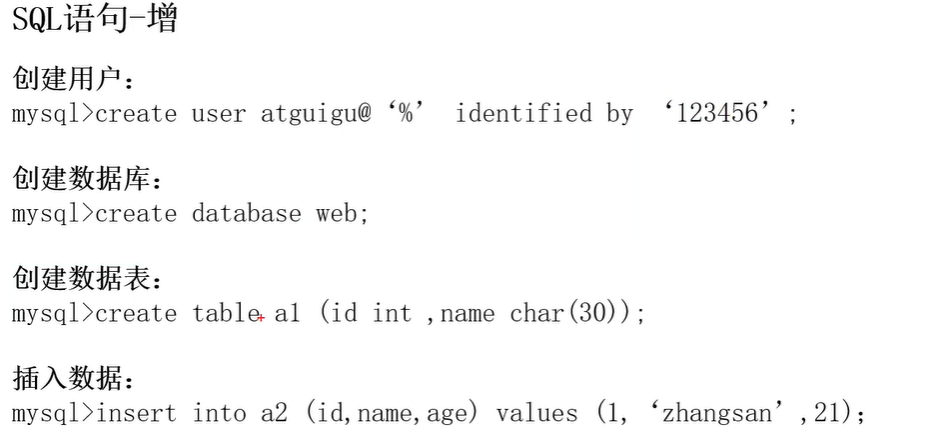 SQL语句-增
创建用户：
mysql>create user atguigu@‘%’ identified by ‘123456’;
创建数据库：
mysql>create database web;
创建数据表：
mysql>create table a1 (id int ,name char(30));
插入数据：
mysql>insert into a2 (id,name,age) values (1,‘zhangsan’,21)；